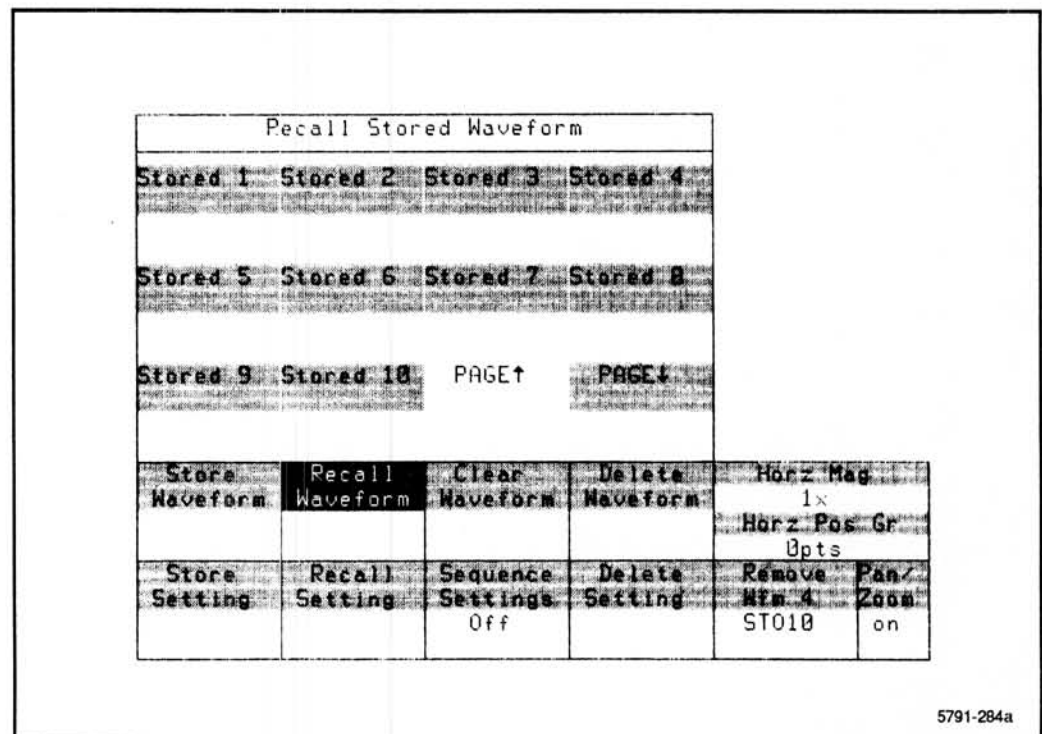 Recall Stored Waveform
Stored 1 Stored 2 Stored 3 Stored 4
Stored 5 Stored 6 Stored 7 Stored 8
Stored 9 Stored 10 PAGE↑ PAGE↓
Store Waveform
Recall Waveform
Clear Waveform
Delete Waveform
Horz Mag
1x
Horz Pos Gr
0pts
Store Setting
Recall Setting
Sequence Settings
Off
Delete Setting
Remove Wfm 4
STO10
Pan/ Zoom
on
5791-284a